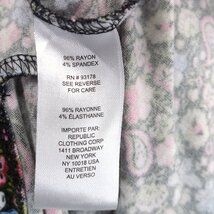 96% RAYON
4% SPANDEX
RN # 93178
SEE REVERSE
FOR CARE
96% RAYONNE
4% ÉLASTHANNE
IMPORTE PAR:
REPUBLIC
CLOTHING CORP
1411 BROADWAY
NEW YORK
NY 10018 USA
ENTRETIEN
AU VERSO